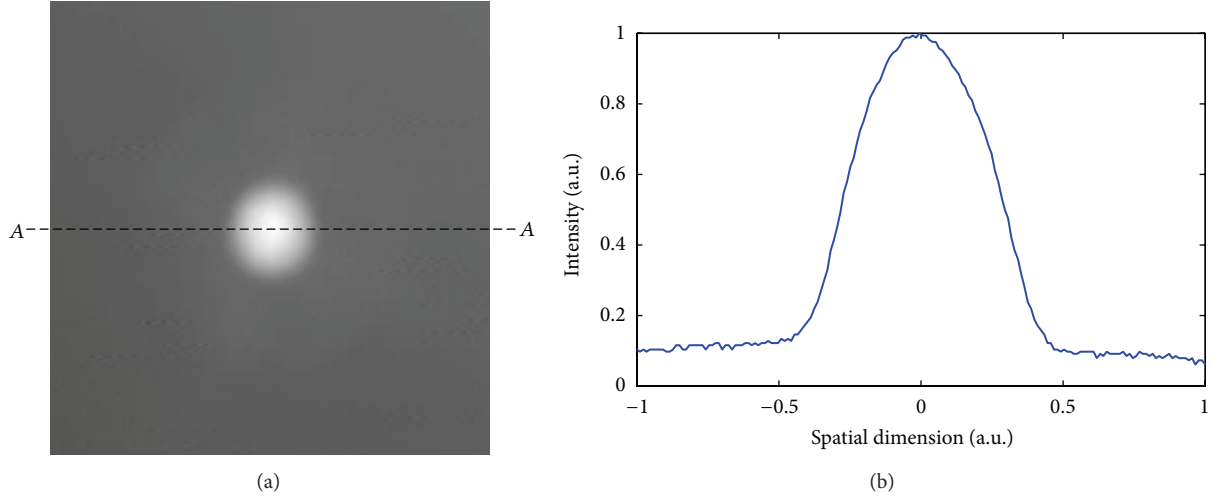 A A
(a)
1
0.8
0.6
0.4
0.2
0
Intensity (a.u.)
−1 −0.5 0 0.5 1
Spatial dimension (a.u.)
(b)